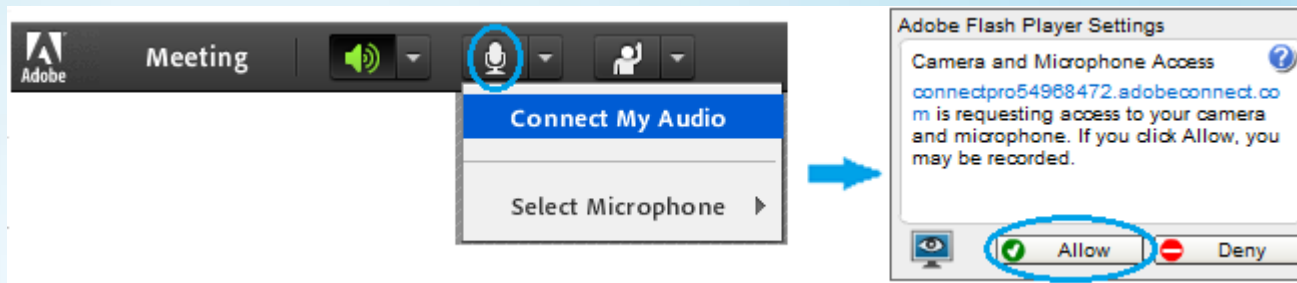 Adobe
Meeting
Connect My Audio
Select Microphone
Adobe Flash Player Settings
Camera and Microphone Access
connectpro54968472.adobeconnect.co
m is requesting access to your camera
and microphone. If you click Allow, you
may be recorded.
Allow
Deny